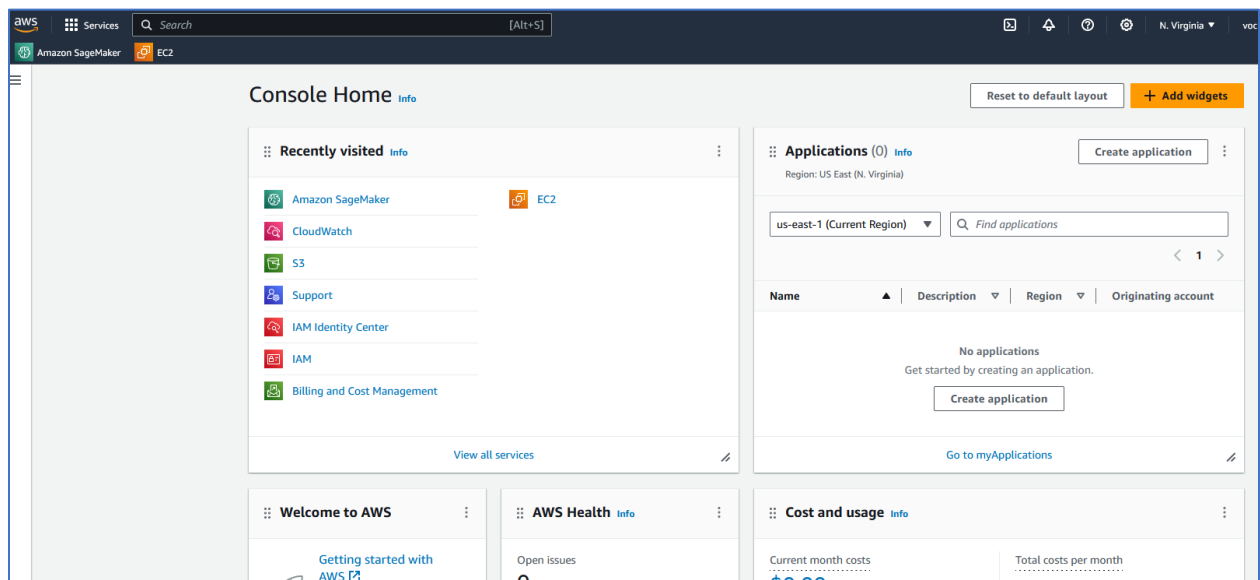 aws
Services
Search
[Alt+S]
N. Virginia
voc
Amazon SageMaker
EC2
Console Home Info
Reset to default layout
+ Add widgets
Recently visited Info
Amazon SageMaker
EC2
CloudWatch
S3
Support
IAM Identity Center
IAM
Billing and Cost Management
View all services
Applications (0) Info
Region: US East (N. Virginia)
Create application
us-east-1 (Current Region)
Find applications
1
Name
Description
Region
Originating account
No applications
Get started by creating an application.
Create application
Go to myApplications
Welcome to AWS
Getting started with
AWS
AWS Health Info
Open issues
Cost and usage Info
Current month costs
Total costs per month